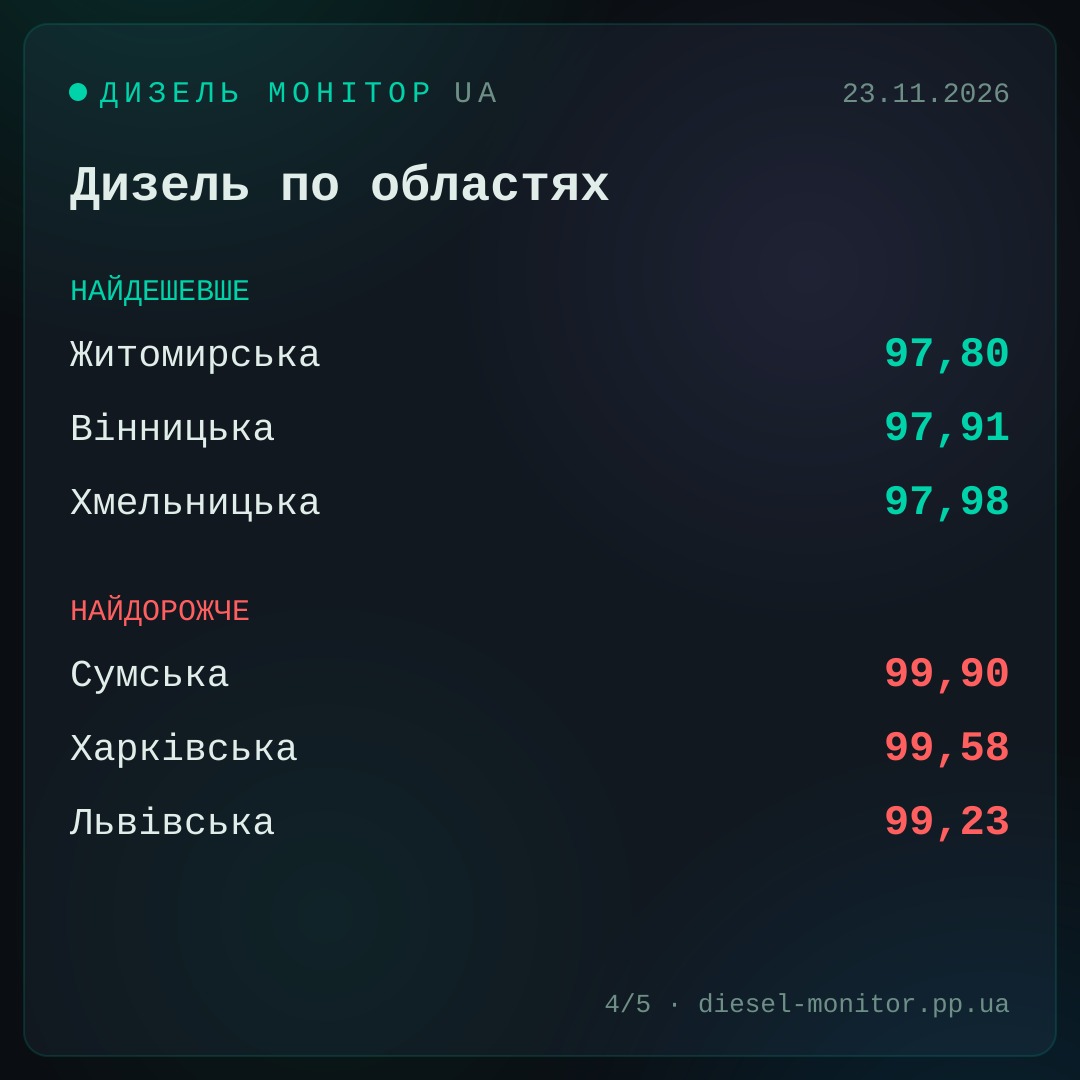 ДИЗЕЛЬ МОНІТОР UA 23.11.2026
Дизель по областях
НАЙДЕШЕВШЕ
Житомирська 97,80
Вінницька 97,91
Хмельницька 97,98
НАЙДОРОЖЧЕ
Сумська 99,90
Харківська 99,58
Львівська 99,23
4/5 · diesel-monitor.pp.ua